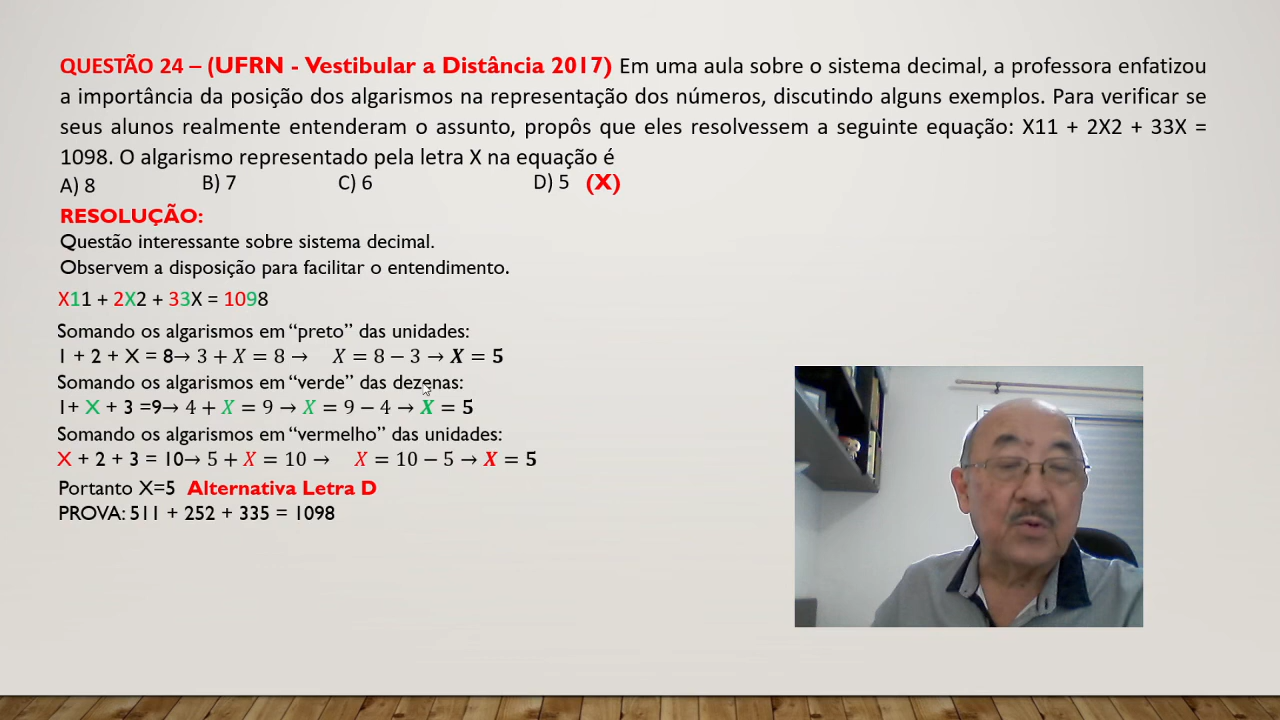 QUESTÃO 24 – (UFRN - Vestibular a Distância 2017) Em uma aula sobre o sistema decimal, a professora enfatizou
a importância da posição dos algarismos na representação dos números, discutindo alguns exemplos. Para verificar se
seus alunos realmente entenderam o assunto, propôs que eles resolvessem a seguinte equação: X11 + 2X2 + 33X =
1098. O algarismo representado pela letra X na equação é
A) 8 B) 7 C) 6 D) 5 (X)
RESOLUÇÃO:
Questão interessante sobre sistema decimal.
Observem a disposição para facilitar o entendimento.
X11 + 2X2 + 33X = 1098
Somando os algarismos em “preto” das unidades:
1 + 2 + X = 8→ 3 + X = 8 → X = 8 − 3 → X = 5
Somando os algarismos em “verde” das dezenas:
1+ X + 3 =9→ 4 + X = 9 → X = 9 − 4 → X = 5
Somando os algarismos em “vermelho” das unidades:
X + 2 + 3 = 10→ 5 + X = 10 → X = 10 − 5 → X = 5
Portanto X=5 Alternativa Letra D
PROVA: 511 + 252 + 335 = 1098